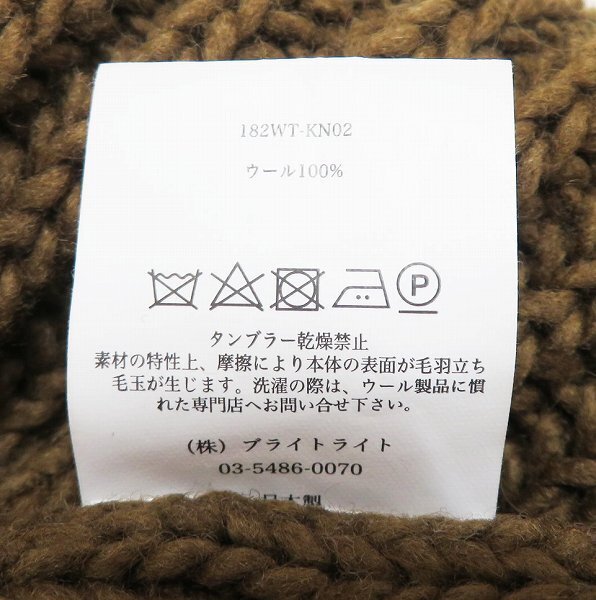 182WT-KN02
ウール100%
P
タンブラー乾燥禁止
素材の特性上、摩擦により本体の表面が毛羽立ち
毛玉が生じます。洗濯の際は、ウール製品に慣
れた専門店へお問い合せ下さい。
（株）ブライトライト
03-5486-0070
日本製